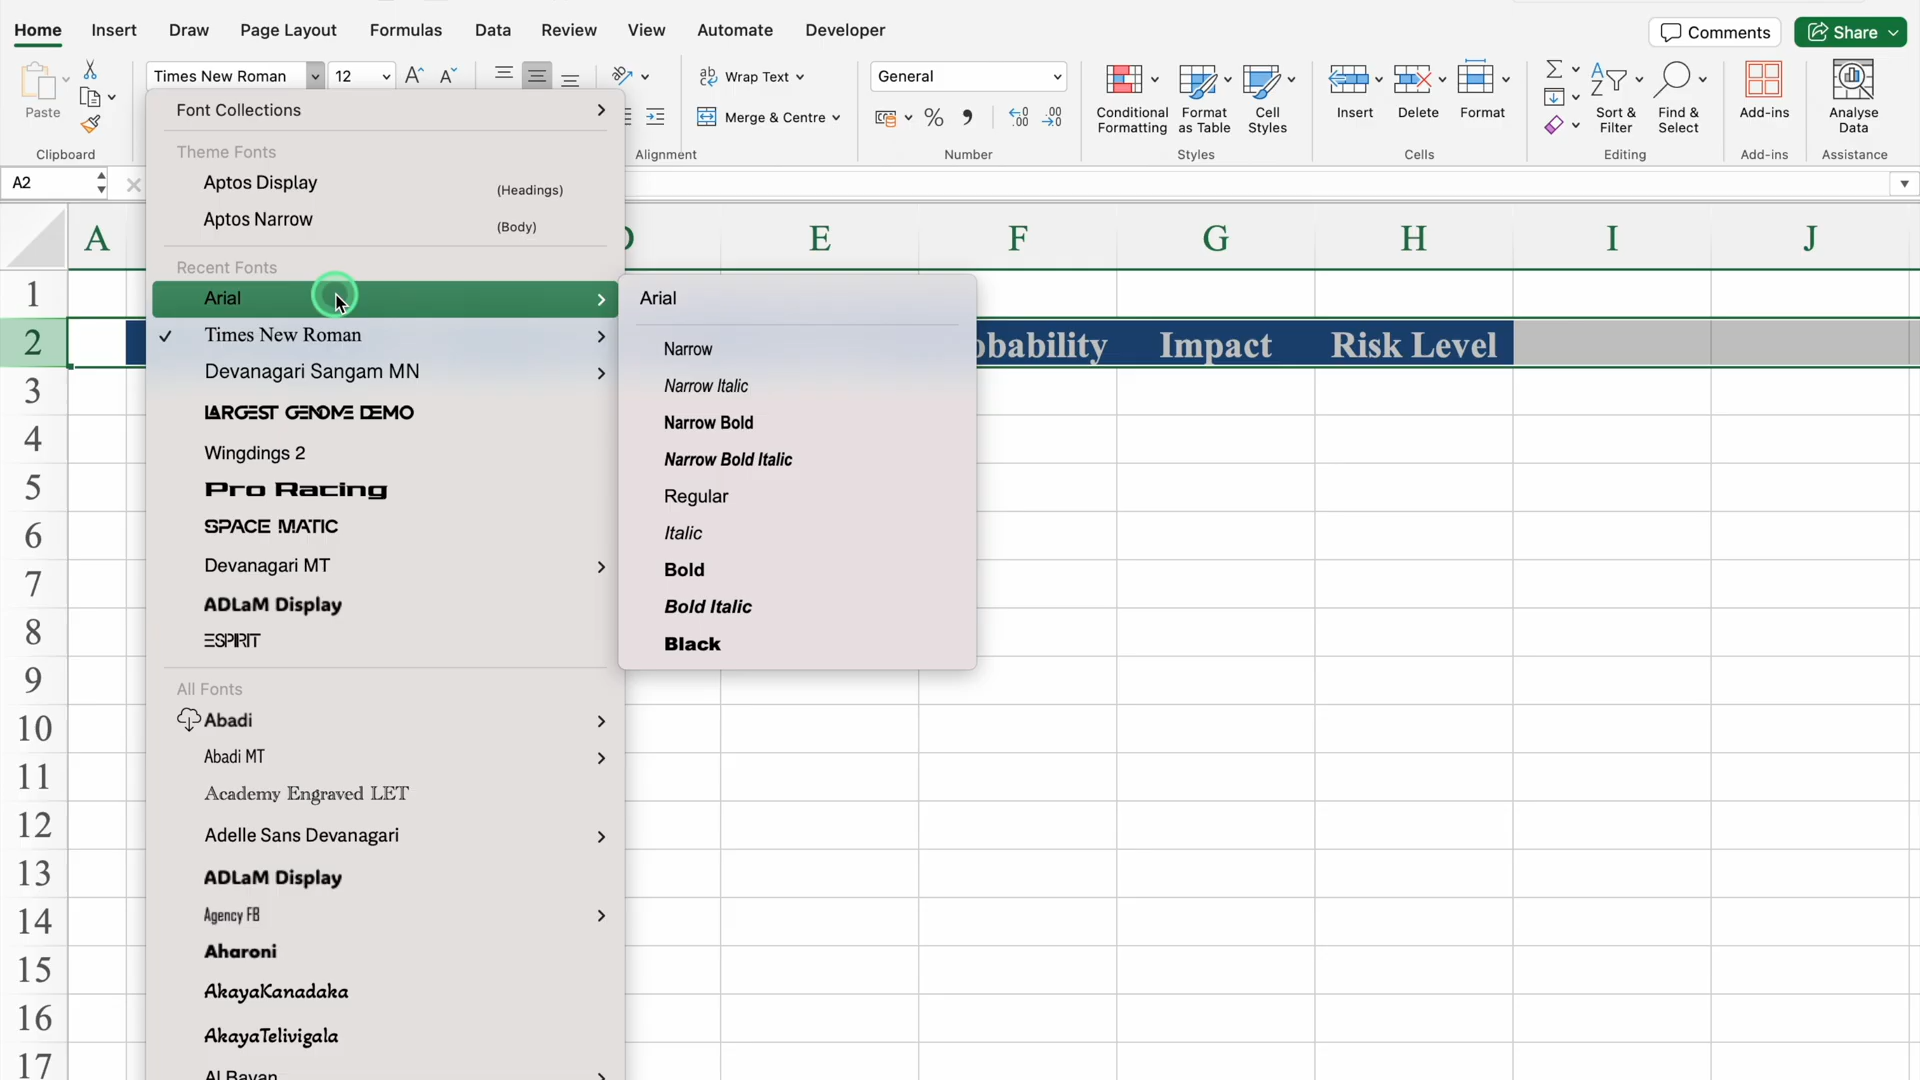 Home Insert Draw Page Layout Formulas Data Review View Automate Developer Comments Share
Times New Roman 12 Wrap Text General
Paste Merge & Centre Conditional Formatting Format as Table Cell Styles Insert Delete Format Sort & Filter Find & Select Add-ins Analyse Data
Clipboard Alignment Number Styles Cells Editing Add-ins Assistance
A2
Font Collections
Theme Fonts
Aptos Display (Headings)
Aptos Narrow (Body)
Recent Fonts
Arial
Times New Roman
Devanagari Sangam MN
LARGEST GENOME DEMO
Wingdings 2
Pro Racing
SPACE MATIC
Devanagari MT
ADLaM Display
ESPIRIT
All Fonts
Abadi
Abadi MT
Academy Engraved LET
Adelle Sans Devanagari
ADLaM Display
Agency FB
Aharoni
AkayaKanadaka
AkayaTelivigala
Al Bayan
Arial
Narrow
Narrow Italic
Narrow Bold
Narrow Bold Italic
Regular
Italic
Bold
Bold Italic
Black
A E F G H I J
1
2 Impact Risk Level
3
4
5
6
7
8
9
10
11
12
13
14
15
16
17